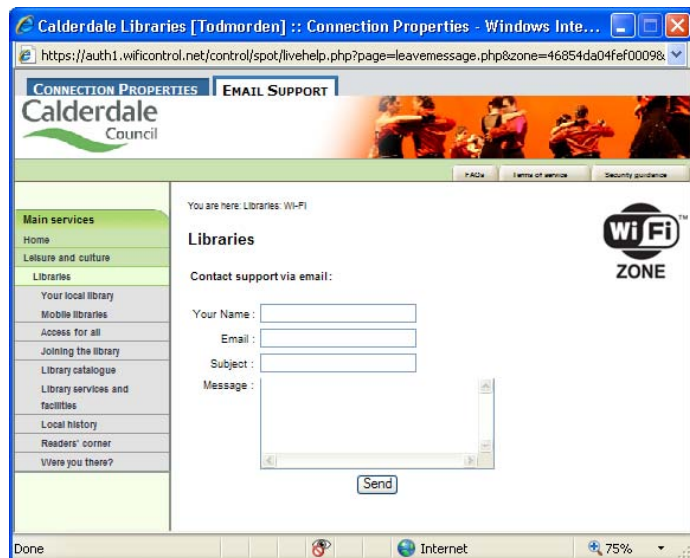 Calderdale Libraries [Todmorden] :: Connection Properties - Windows Inte...
https://auth1.wificontrol.net/control/spot/livehelp.php?page=leavemessage.php&zone=46854da04fef0009&
CONNECTION PROPERTIES EMAIL SUPPORT
Calderdale
Council
FAQs Terms of service Security guidance
You are here: Libraries: Wi-Fi
Main services
Home
Leisure and culture
Libraries
Your local library
Mobile libraries
Access for all
Joining the library
Library catalogue
Library services and
facilities
Local history
Readers' corner
Were you there?
Libraries
Wi Fi TM
ZONE
Contact support via email:
Your Name :
Email :
Subject :
Message :
Send
Done Internet 75%